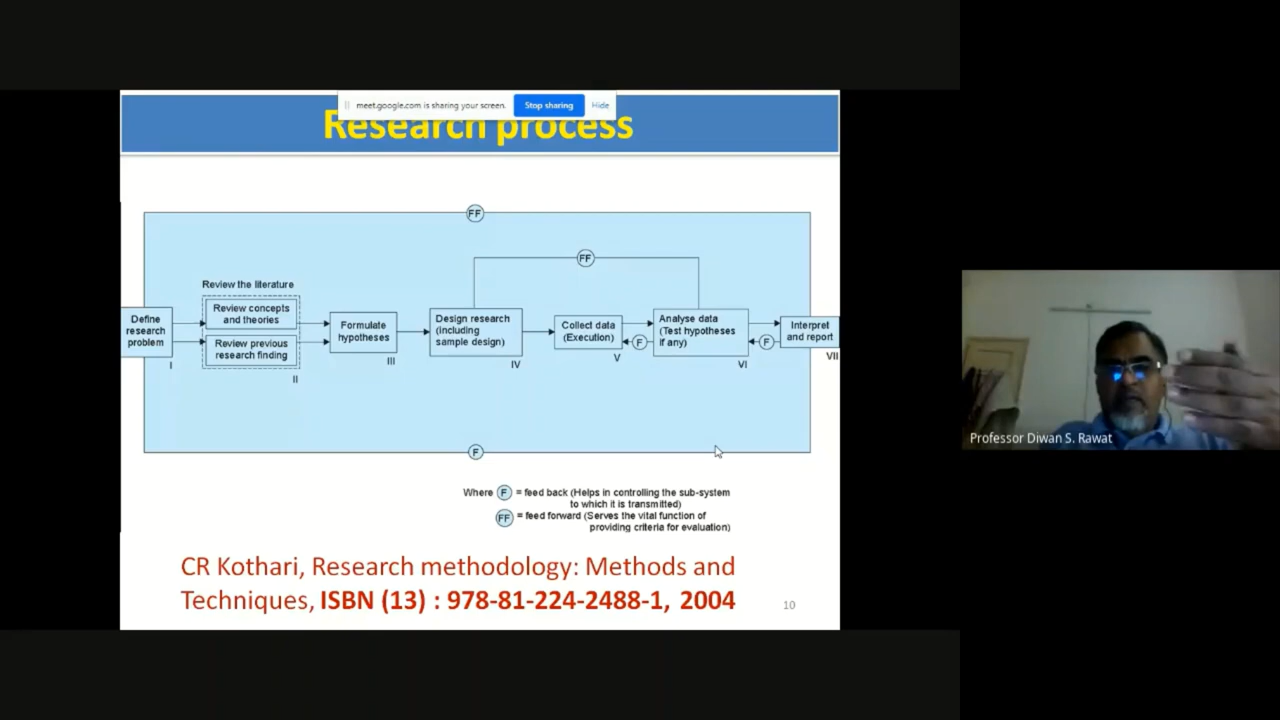 meet.google.com is sharing your screen.
Stop sharing
Hide
Research process
FF
FF
Review the literature
Define
research
problem
I
Review concepts
and theories
Review previous
research finding
II
Formulate
hypotheses
III
Design research
(including
sample design)
IV
Collect data
(Execution)
V
F
Analyse data
(Test hypotheses
if any)
VI
F
Interpret
and report
VII
F
Where F = feed back (Helps in controlling the sub-system
to which it is transmitted)
FF = feed forward (Serves the vital function of
providing criteria for evaluation)
CR Kothari, Research methodology: Methods and
Techniques, ISBN (13) : 978-81-224-2488-1, 2004
10
Professor Diwan S. Rawat